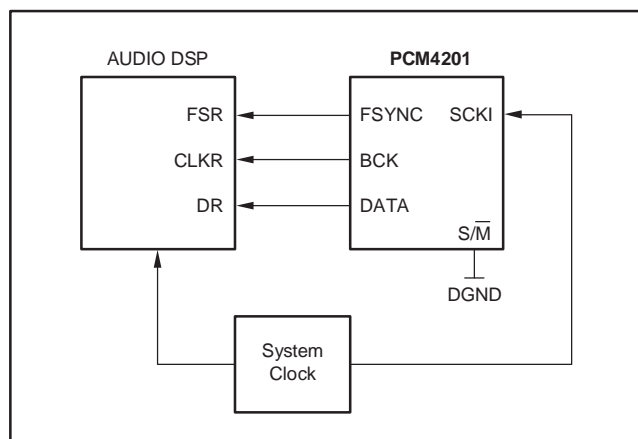 AUDIO DSP
PCM4201
FSR
FSYNC
SCKI
CLKR
BCK
DR
DATA
S/M̅
DGND
System
Clock